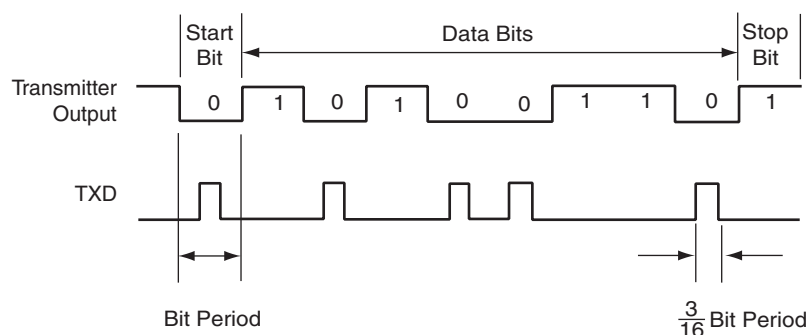 Start
Bit
Data Bits
Stop
Bit
Transmitter
Output
0 1 0 1 0 0 1 1 0 1
TXD
Bit Period
3/16 Bit Period